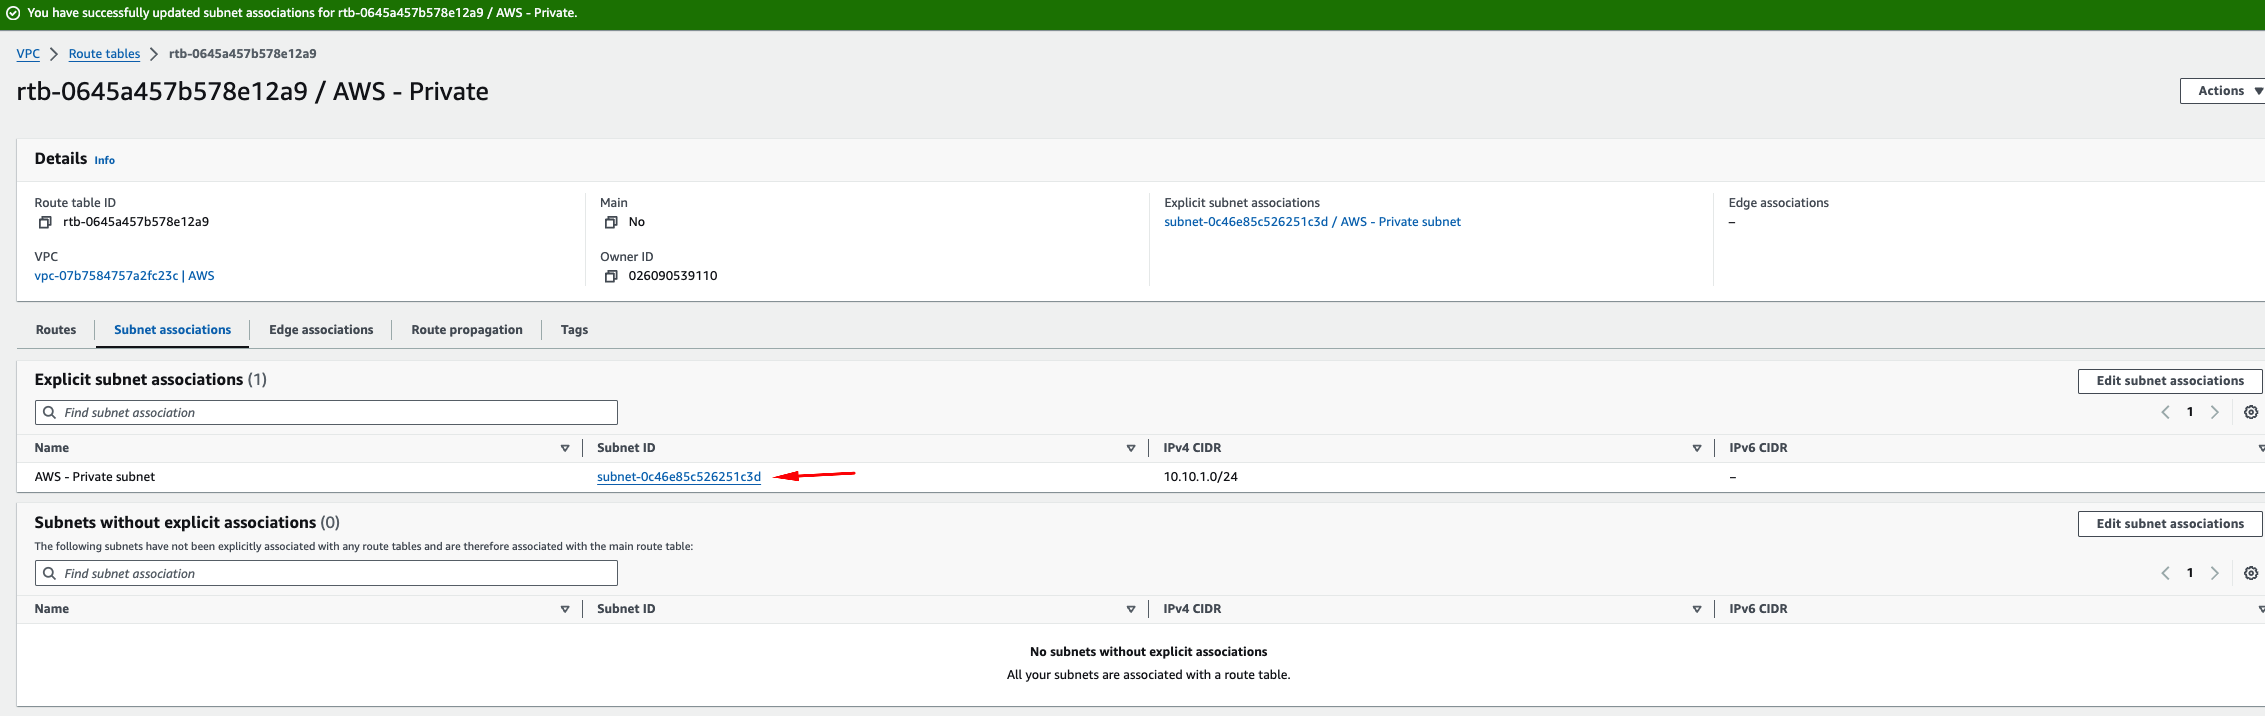 You have successfully updated subnet associations for rtb-0645a457b578e12a9 / AWS - Private.
VPC Route tables rtb-0645a457b578e12a9
rtb-0645a457b578e12a9 / AWS - Private
Actions
Details Info
Route table ID
rtb-0645a457b578e12a9
Main
No
Explicit subnet associations
subnet-0c46e85c526251c3d / AWS - Private subnet
Edge associations
–
VPC
vpc-07b7584757a2fc23c | AWS
Owner ID
026090539110
Routes Subnet associations Edge associations Route propagation Tags
Explicit subnet associations (1)
Edit subnet associations
Find subnet association
1
Name Subnet ID IPv4 CIDR IPv6 CIDR
AWS - Private subnet subnet-0c46e85c526251c3d 10.10.1.0/24 –
Subnets without explicit associations (0)
Edit subnet associations
The following subnets have not been explicitly associated with any route tables and are therefore associated with the main route table:
Find subnet association
1
Name Subnet ID IPv4 CIDR IPv6 CIDR
No subnets without explicit associations
All your subnets are associated with a route table.